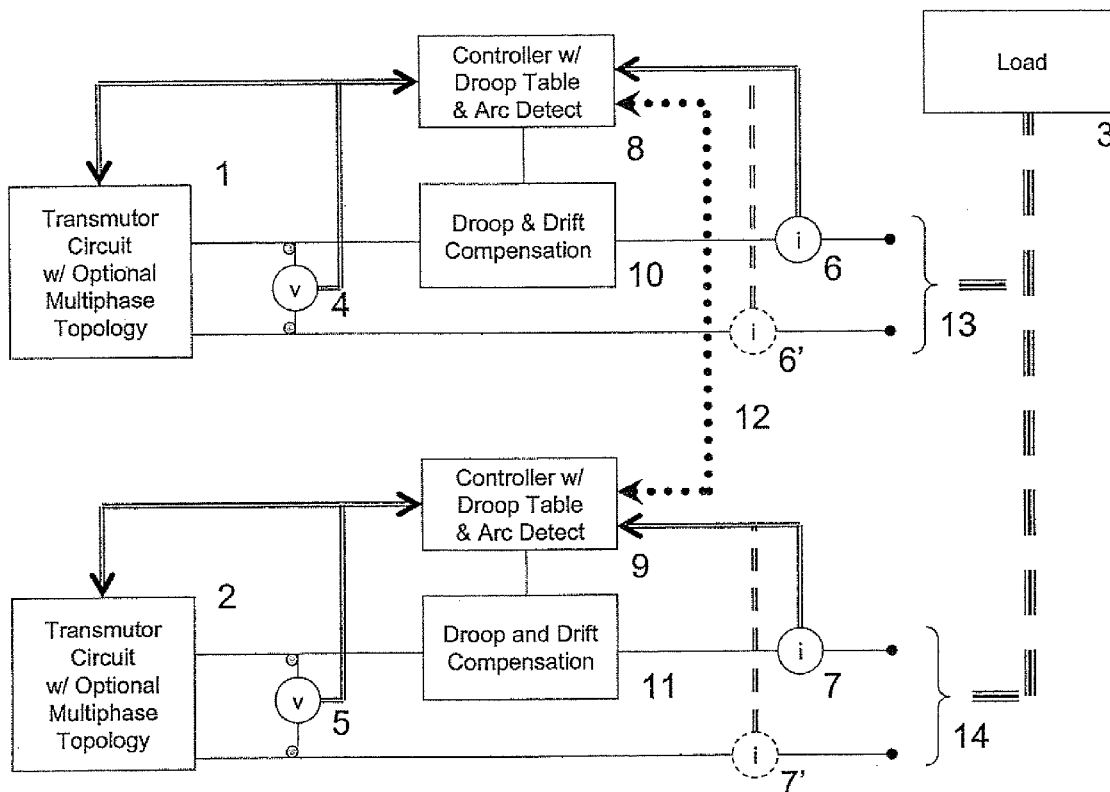 Controller w/
Droop Table
& Arc Detect
8
Load
3
1
Transmutor
Circuit
w/ Optional
Multiphase
Topology
v
4
Droop & Drift
Compensation
10
i
6
i
6'
13
12
Controller w/
Droop Table
& Arc Detect
9
2
Transmutor
Circuit
w/ Optional
Multiphase
Topology
v
5
Droop and Drift
Compensation
11
i
7
i
7'
14